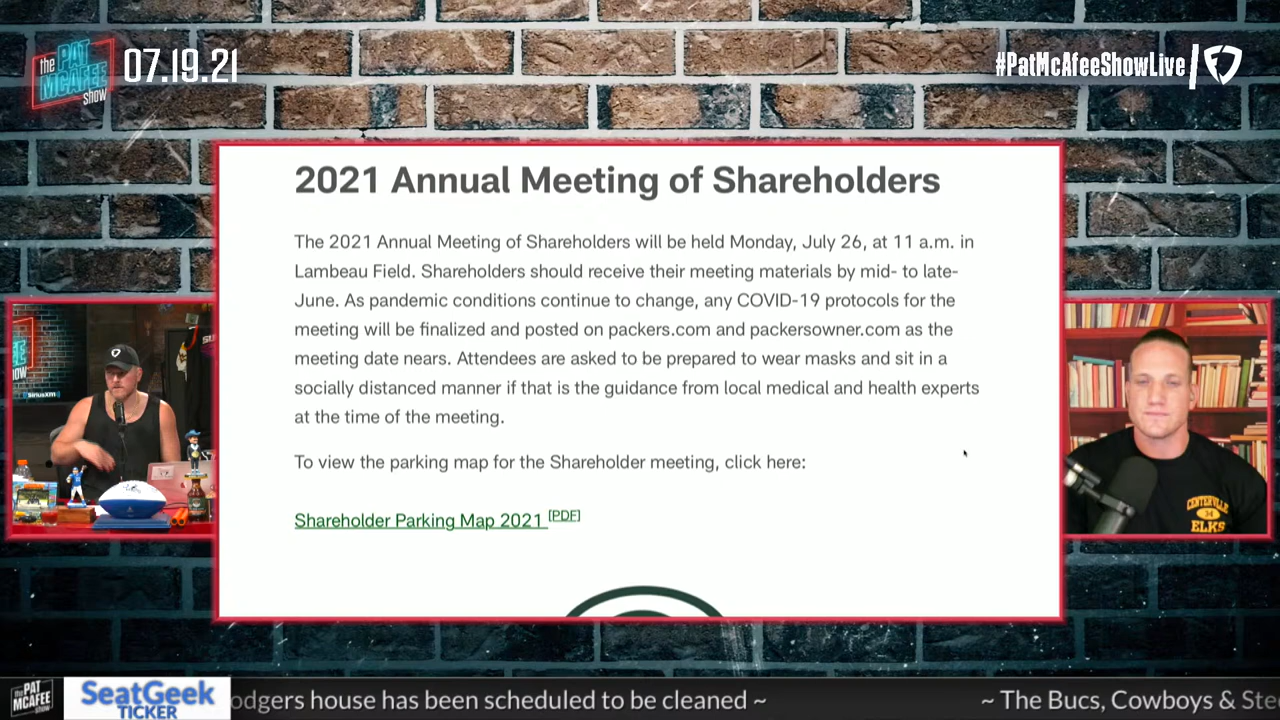 the PAT MCAFEE show
07.19.21
#PatMcAfeeShowLive
2021 Annual Meeting of Shareholders
The 2021 Annual Meeting of Shareholders will be held Monday, July 26, at 11 a.m. in
Lambeau Field. Shareholders should receive their meeting materials by mid- to late-
June. As pandemic conditions continue to change, any COVID-19 protocols for the
meeting will be finalized and posted on packers.com and packersowner.com as the
meeting date nears. Attendees are asked to be prepared to wear masks and sit in a
socially distanced manner if that is the guidance from local medical and health experts
at the time of the meeting.
To view the parking map for the Shareholder meeting, click here:
Shareholder Parking Map 2021 [PDF]
siriusxm
CENTERVILLE
34
ELKS
the PAT MCAFEE show
SeatGeek
TICKER
odgers house has been scheduled to be cleaned ~
~ The Bucs, Cowboys & Ste